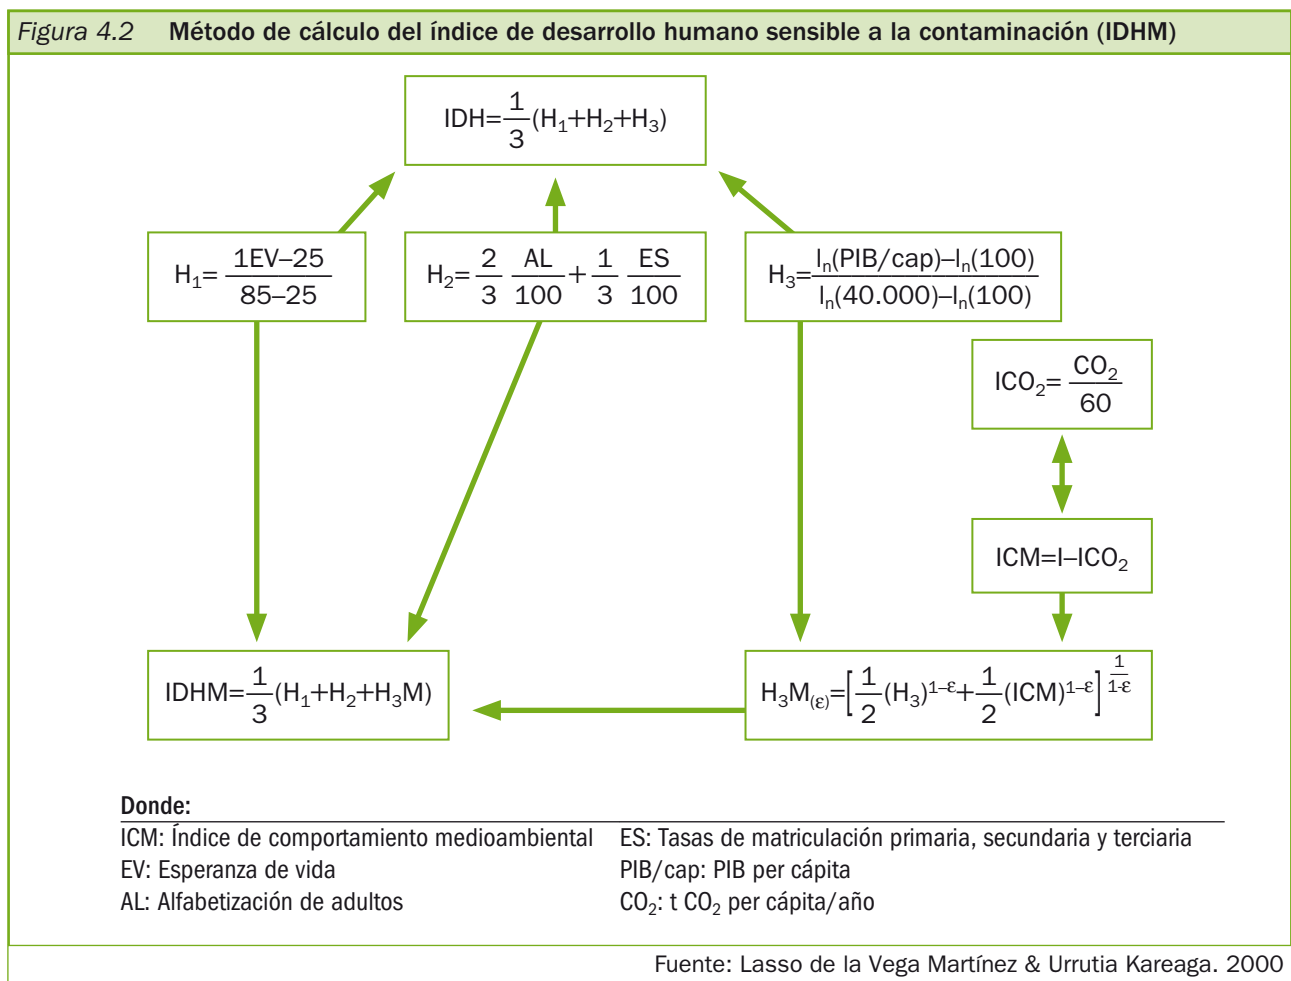 Figura 4.2 Método de cálculo del índice de desarrollo humano sensible a la contaminación (IDHM)
IDH=1/3(H₁+H₂+H₃)
H₁=1EV–25/85–25
H₂=2/3 AL/100+1/3 ES/100
H₃=lₙ(PIB/cap)–lₙ(100)/lₙ(40.000)–lₙ(100)
ICO₂=CO₂/60
ICM=I–ICO₂
IDHM=1/3(H₁+H₂+H₃M)
H₃M(ε)=[1/2(H₃)¹⁻ᵋ+1/2(ICM)¹⁻ᵋ]1/1-ε
Donde:
ICM: Índice de comportamiento medioambiental ES: Tasas de matriculación primaria, secundaria y terciaria
EV: Esperanza de vida PIB/cap: PIB per cápita
AL: Alfabetización de adultos CO₂: t CO₂ per cápita/año
Fuente: Lasso de la Vega Martínez & Urrutia Kareaga. 2000